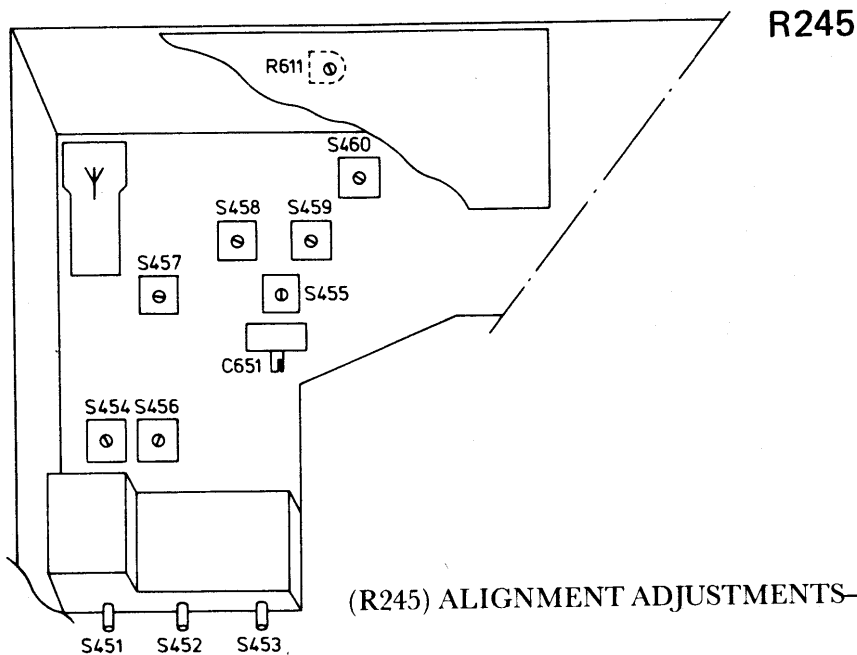 R245
R611
S460
S458 S459
S457
S455
C651
S454 S456
(R245) ALIGNMENT ADJUSTMENTS—
S451 S452 S453